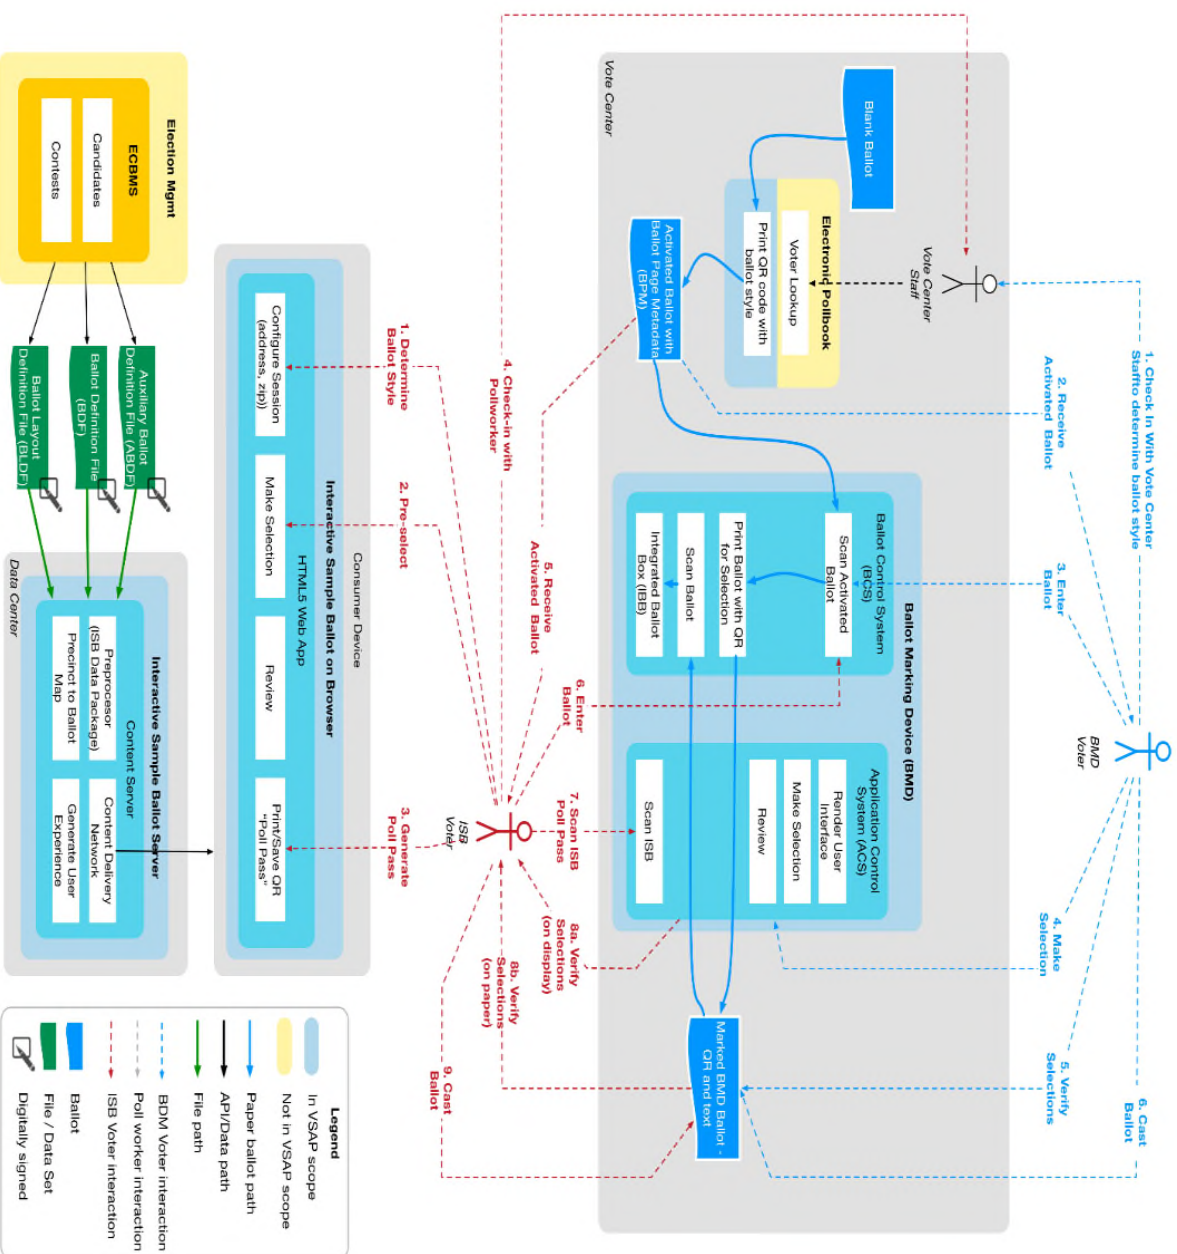 1. Check In With Vote Center
Staffto determine ballot style
2. Receive
Activated Ballot
3. Enter
Ballot
BMD
Voter
4. Make
Selection
5. Verify
Selections
6. Cast
Ballot
Vote Center
Blank Ballot
Vote Center
Staff
Electronic Pollbook
Voter Lookup
Print QR code with
ballot style
Activated Ballot with
Ballot Page Metadata
(BPM)
Ballot Marking Device (BMD)
Ballot Control System
(BCS)
Scan Activated
Ballot
Print Ballot with QR
for Selection
Scan Ballot
Integrated Ballot
Box (IBB)
Application Control
System (ACS)
Render User
Interface
Make Selection
Review
Scan ISB
Marked BMD Ballot -
QR and text
4. Check-in with
Pollworker
5. Receive
Activated Ballot
6. Enter
Ballot
7. Scan ISB
Poll Pass
8a. Verify
Selections
(on display)
8b. Verify
Selections
(on paper)
9. Cast
Ballot
ISB
Voter
1. Determine
Ballot Style
2. Pre-select
3. Generate
Poll Pass
Consumer Device
Interactive Sample Ballot on Browser
HTML5 Web App
Configure Session
(address, zip))
Make Selection
Review
Print/Save QR
“Poll Pass”
Election Mgmt
ECBMS
Candidates
Contests
Auxiliary Ballot
Definition File (ABDF)
Ballot Definition File
(BDF)
Ballot Layout
Definition File (BLDF)
Interactive Sample Ballot Server
Content Server
Preprocesor
(ISB Data Package)
Precinct to Ballot
Map
Content Delivery
Network
Generate User
Experience
Data Center
Legend
In VSAP scope
Not in VSAP scope
Paper ballot path
API/Data path
File path
BDM Voter interaction
Poll worker interaction
ISB Voter interaction
Ballot
File / Data Set
Digitally signed